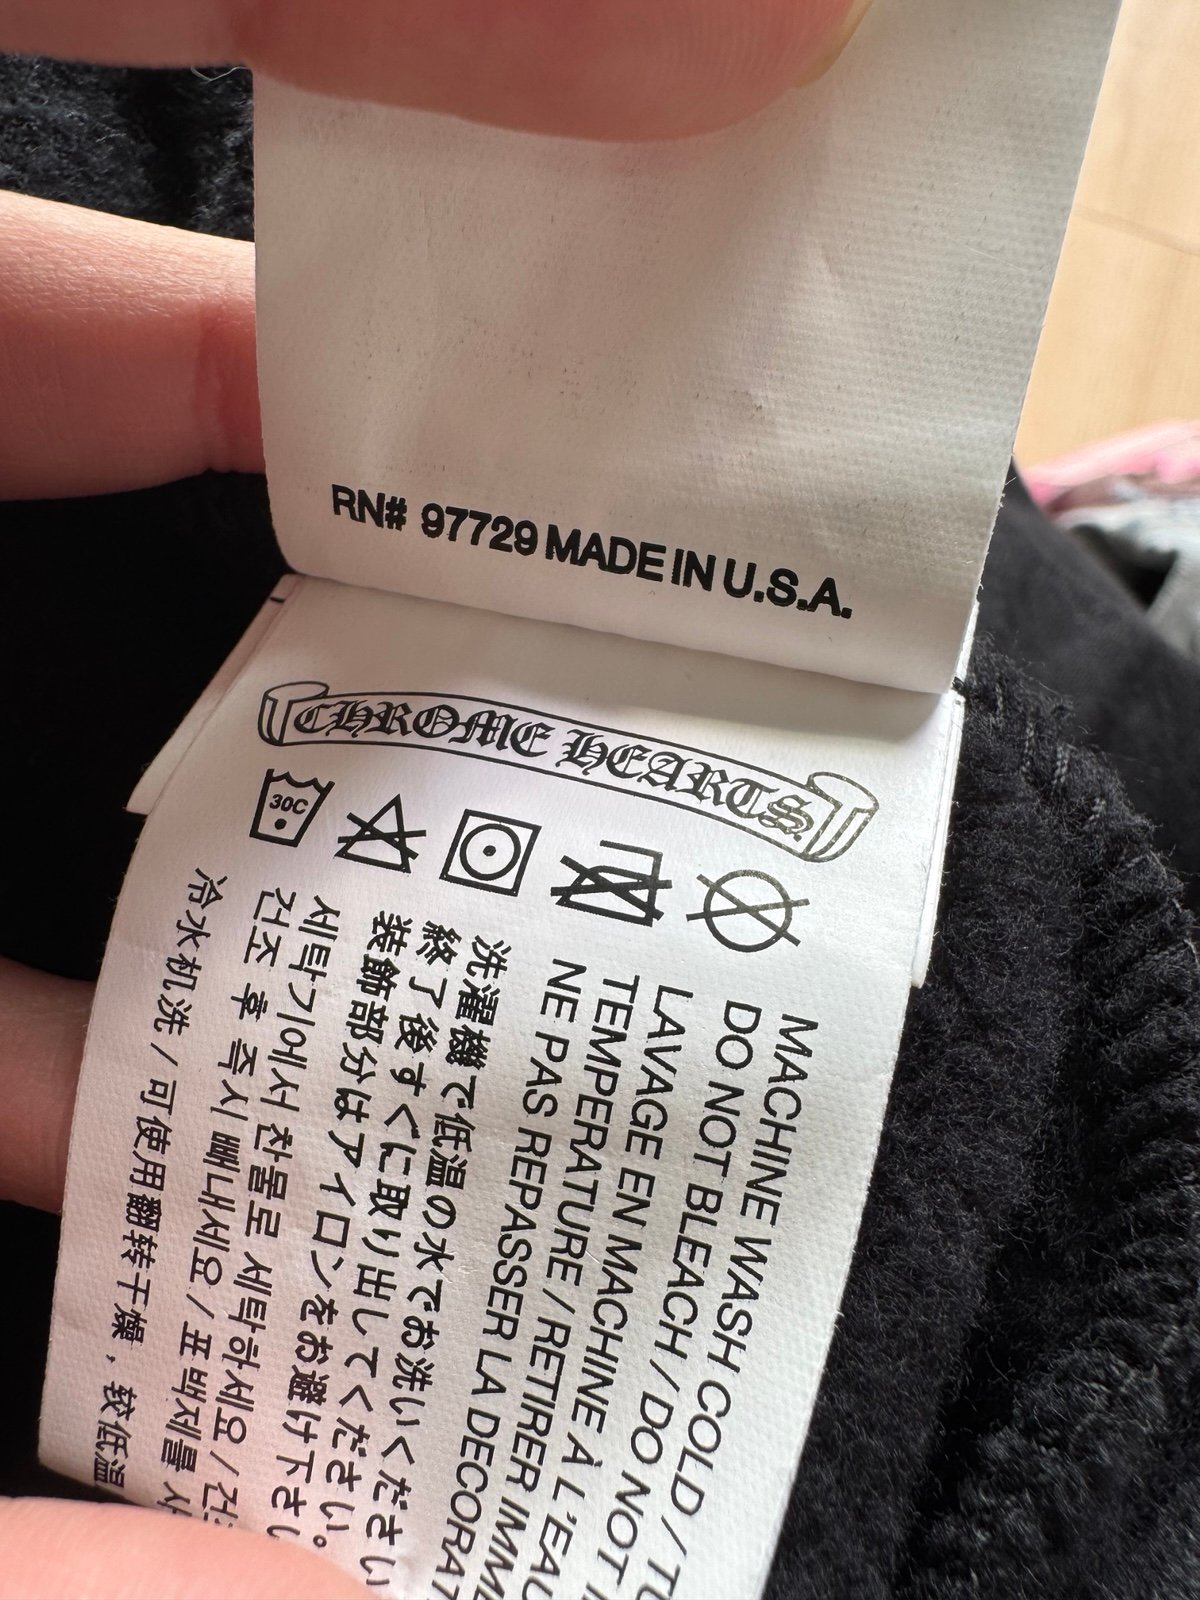 RN# 97729 MADE IN U.S.A.
CHROME HEARTS
30C
MACHINE WASH COLD /
DO NOT BLEACH / DO NOT
LAVAGE EN MACHINE À L'EAU
TEMPERATURE / RETIRER
NE PAS REPASSER LA
洗濯機で低温の水でお洗いください
終了後すぐに取り出してください。
装飾部分はアイロンをお避け下さい
세탁기에서 찬물로 세탁하세요 /
건조 후 즉시 빼내세요 / 표백제를
冷水机洗 / 可使用翻转干燥，较低温